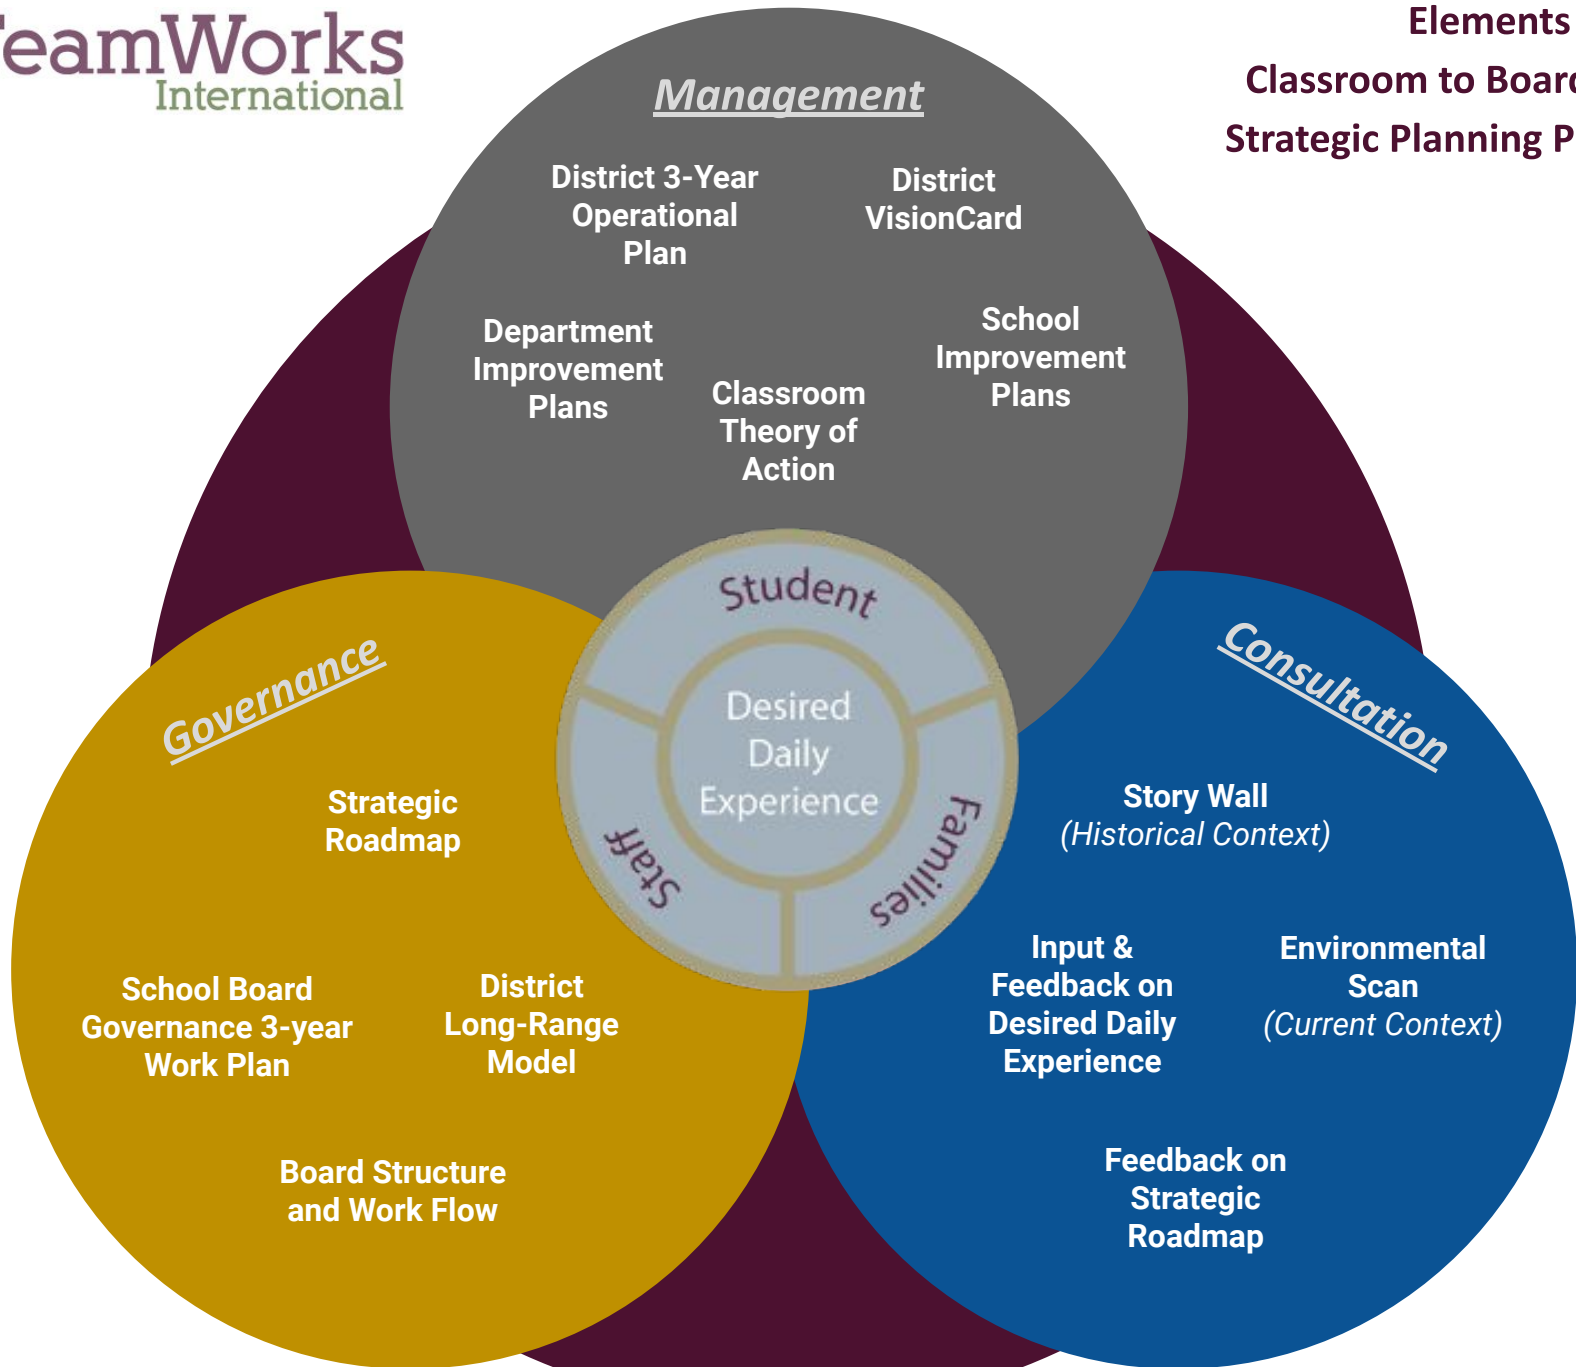 TeamWorks
International
Elements
Classroom to Board
Strategic Planning P
Management
District 3-Year
Operational
Plan
District
VisionCard
Department
Improvement
Plans
Classroom
Theory of
Action
School
Improvement
Plans
Student
Desired
Daily
Experience
Staff
Families
Governance
Strategic
Roadmap
School Board
Governance 3-year
Work Plan
District
Long-Range
Model
Board Structure
and Work Flow
Consultation
Story Wall
(Historical Context)
Input &
Feedback on
Desired Daily
Experience
Environmental
Scan
(Current Context)
Feedback on
Strategic
Roadmap